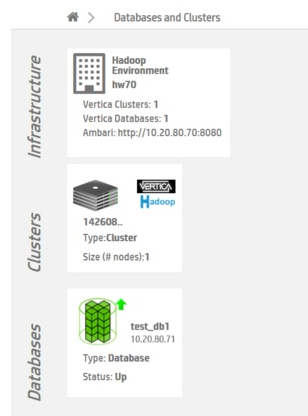 Databases and Clusters
Infrastructure
Hadoop
Environment
hw70
Vertica Clusters: 1
Vertica Databases: 1
Ambari: http://10.20.80.70:8080
Clusters
VERTICA
Hadoop
142608..
Type:Cluster
Size (# nodes):1
Databases
test_db1
10.20.80.71
Type: Database
Status: Up